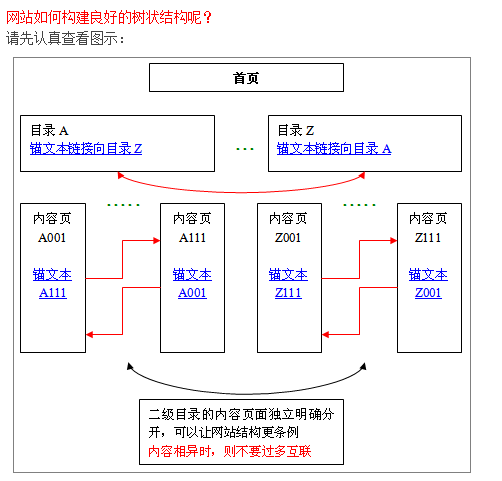 网站如何构建良好的树状结构呢？
请先认真查看图示：
首页
目录 A
锚文本链接向目录 Z
...
目录 Z
锚文本链接向目录 A
.....
.....
内容页
A001
锚文本
A111
内容页
A111
锚文本
A001
内容页
Z001
锚文本
Z111
内容页
Z111
锚文本
Z001
二级目录的内容页面独立明确分
开，可以让网站结构更条例
内容相异时，则不要过多互联